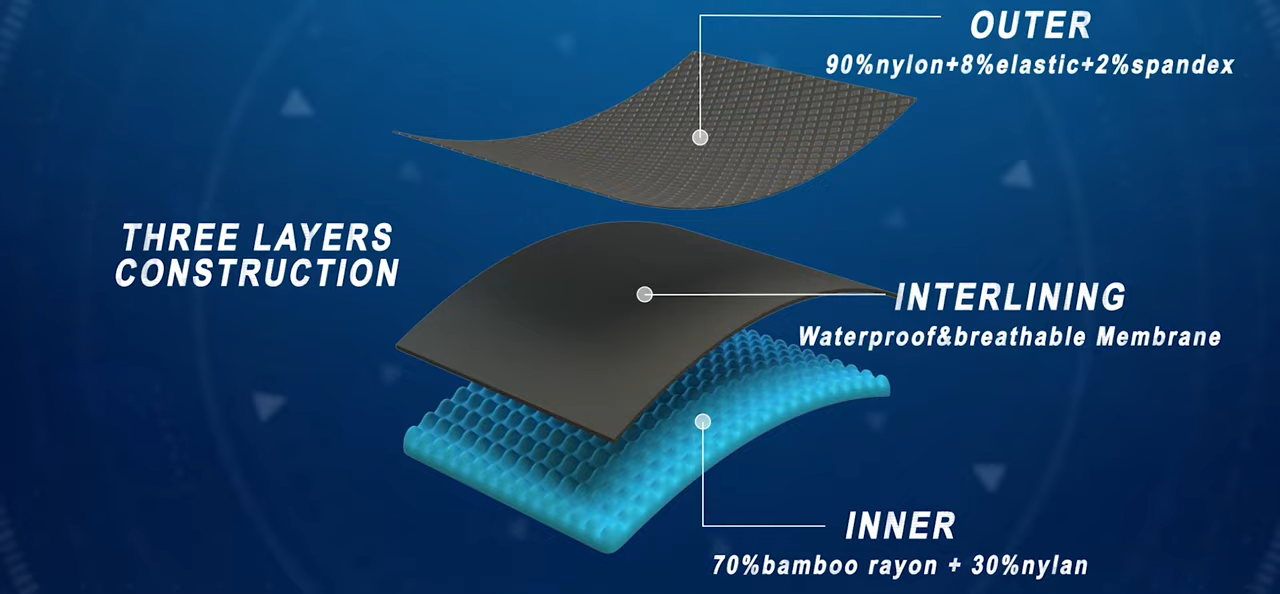 OUTER
90%nylon+8%elastic+2%spandex
THREE LAYERS
CONSTRUCTION
INTERLINING
Waterproof&breathable Membrane
INNER
70%bamboo rayon + 30%nylan